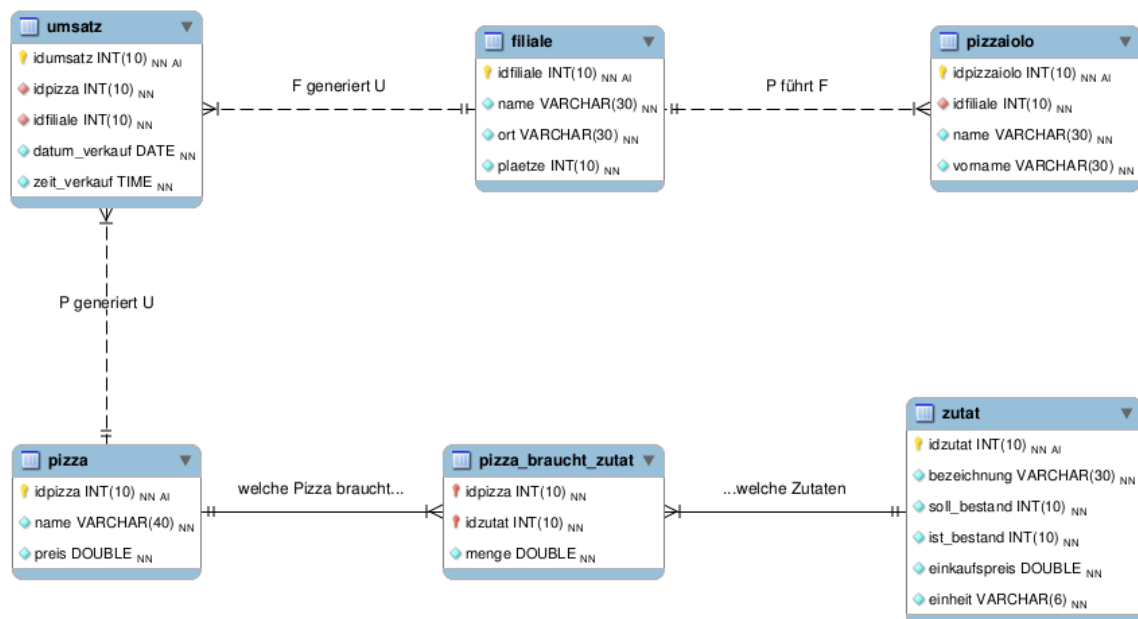 umsatz
idumsatz INT(10) NN AI
idpizza INT(10) NN
idfiliale INT(10) NN
datum_verkauf DATE NN
zeit_verkauf TIME NN
F generiert U
filiale
idfiliale INT(10) NN AI
name VARCHAR(30) NN
ort VARCHAR(30) NN
plaetze INT(10) NN
P führt F
pizzaiolo
idpizzaiolo INT(10) NN AI
idfiliale INT(10) NN
name VARCHAR(30) NN
vorname VARCHAR(30) NN
P generiert U
pizza
idpizza INT(10) NN AI
name VARCHAR(40) NN
preis DOUBLE NN
welche Pizza braucht...
pizza_braucht_zutat
idpizza INT(10) NN
idzutat INT(10) NN
menge DOUBLE NN
...welche Zutaten
zutat
idzutat INT(10) NN AI
bezeichnung VARCHAR(30) NN
soll_bestand INT(10) NN
ist_bestand INT(10) NN
einkaufspreis DOUBLE NN
einheit VARCHAR(6) NN